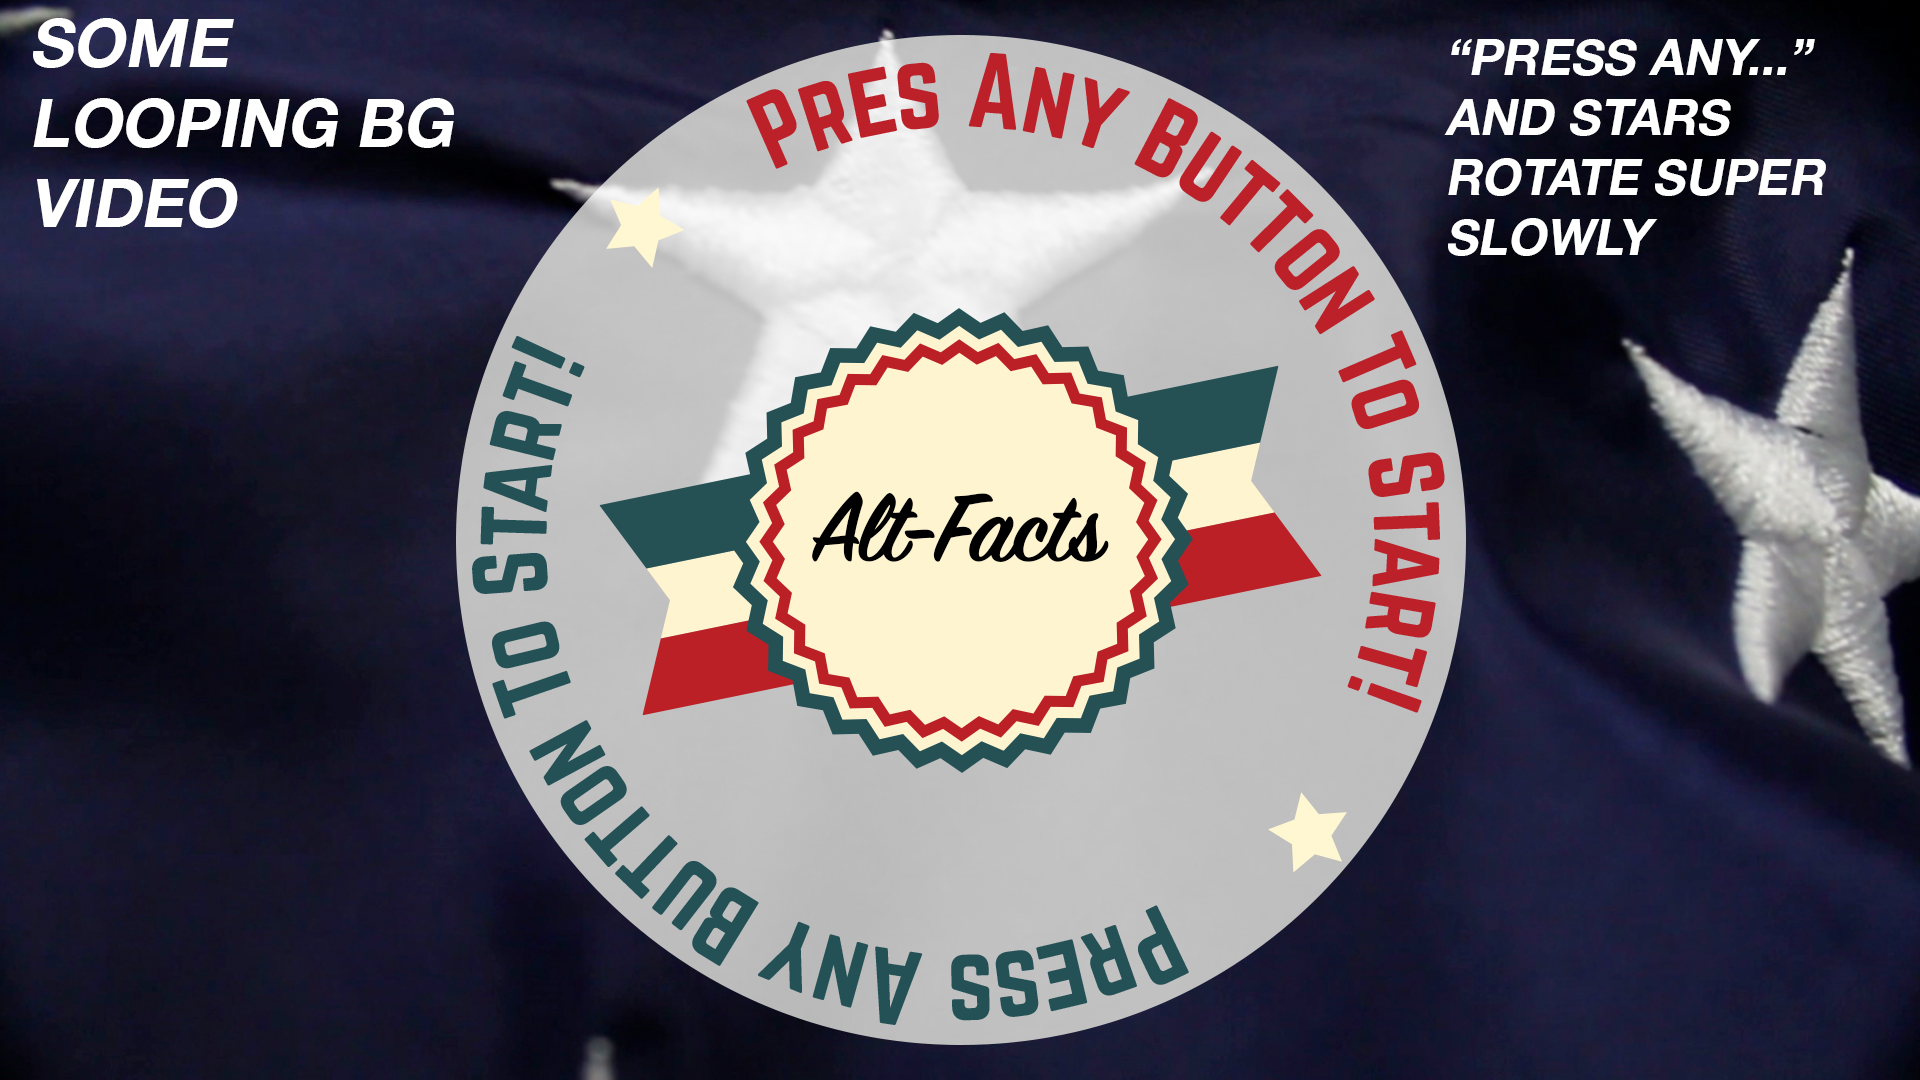 SOME
LOOPING BG
VIDEO
“PRESS ANY...”
AND STARS
ROTATE SUPER
SLOWLY
PRES ANY BUTTON TO START!
Alt-Facts
PRESS ANY BUTTON TO START!